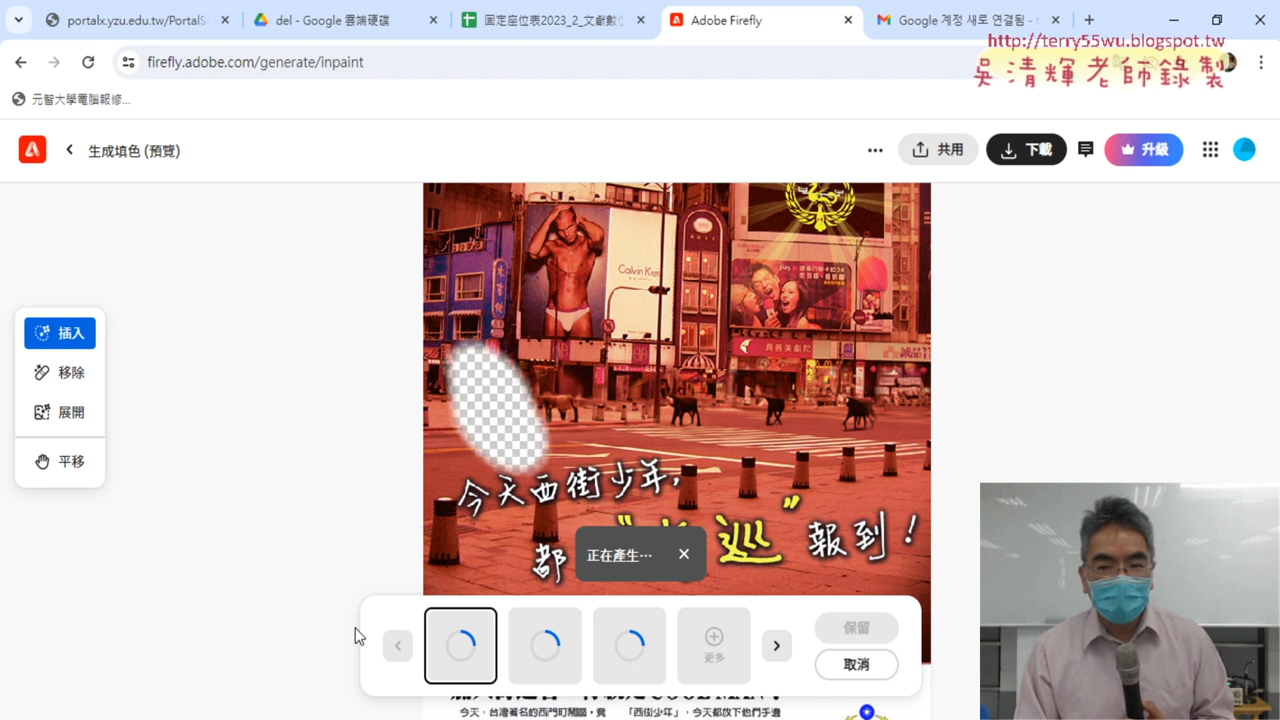 portalx.yzu.edu.tw/PortalS
del - Google 雲端硬碟
固定座位表2023_2_文獻數位
Adobe Firefly
Google 계정 새로 연결됨 -
http://terry55wu.blogspot.tw
吳清輝老師錄製
firefly.adobe.com/generate/inpaint
元智大學電腦報修...
生成填色 (預覽)
共用
下載
升級
插入
移除
展開
平移
Calvin Klein
今天西街少年,
都
巡”報到！
正在產生...
更多
保留
取消
今天，台灣著名的西門町鬧區，竟
「西街少年」，今天都放下他們手邊